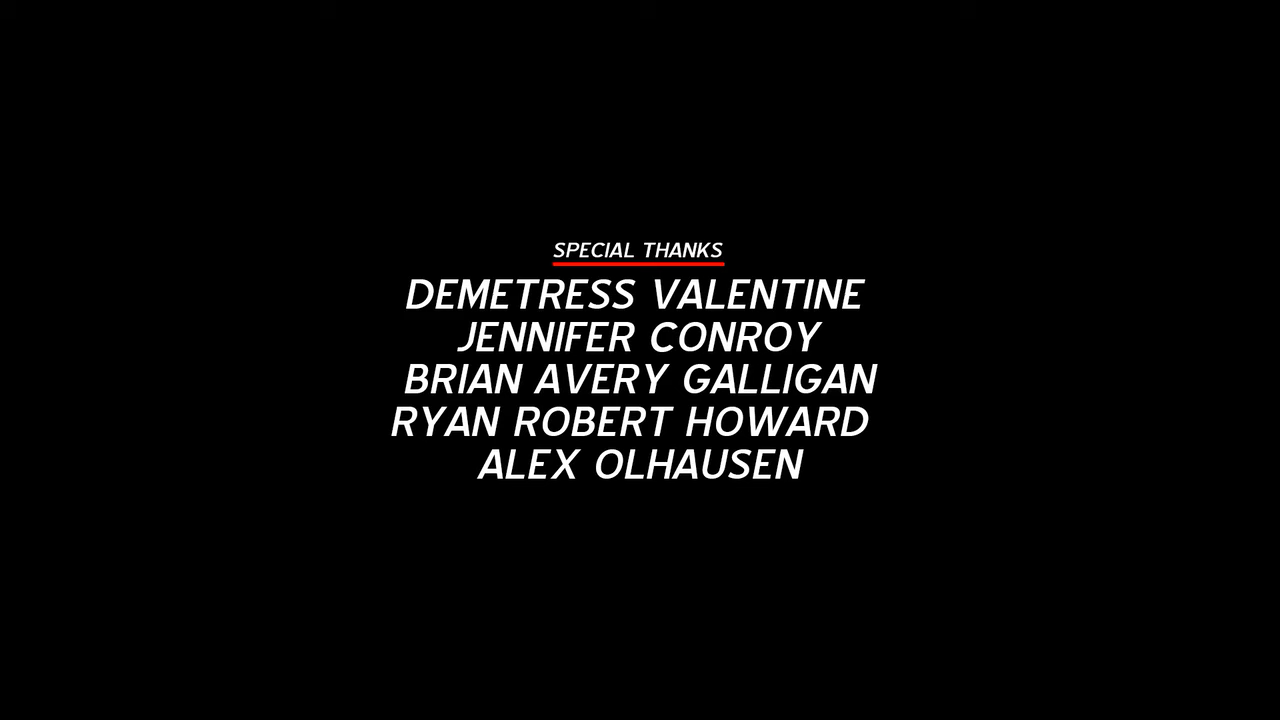 SPECIAL THANKS
DEMETRESS VALENTINE
JENNIFER CONROY
BRIAN AVERY GALLIGAN
RYAN ROBERT HOWARD
ALEX OLHAUSEN